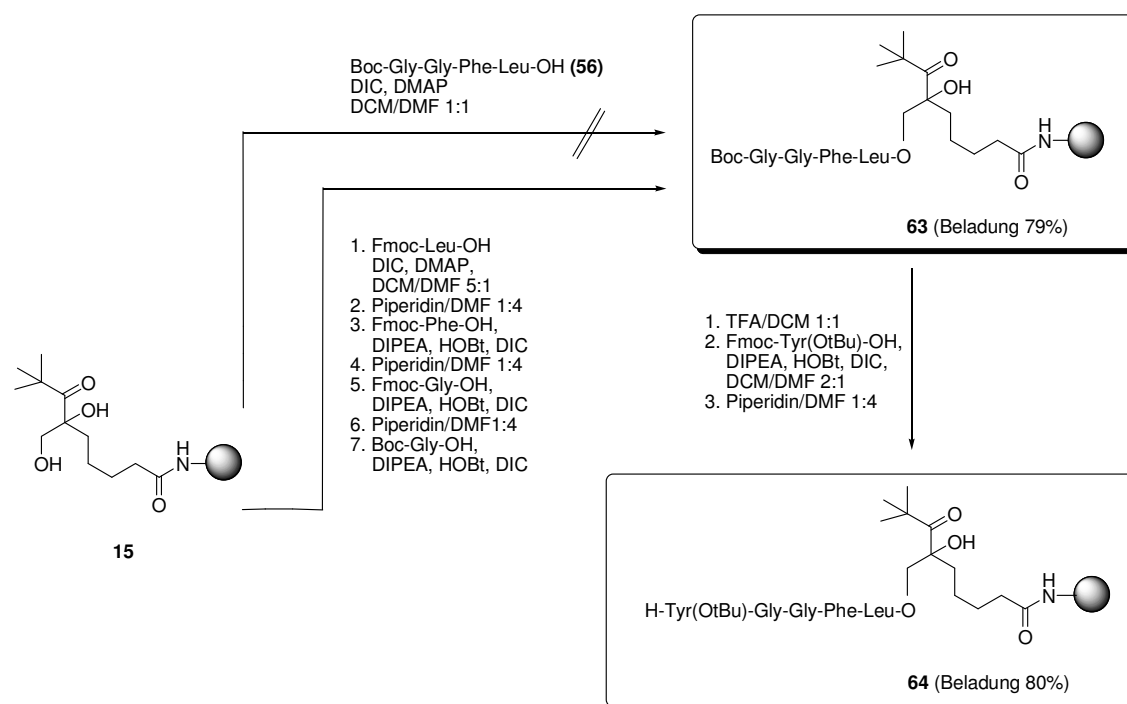 Boc-Gly-Gly-Phe-Leu-OH (56)
DIC, DMAP
DCM/DMF 1:1
1. Fmoc-Leu-OH
DIC, DMAP,
DCM/DMF 5:1
2. Piperidin/DMF 1:4
3. Fmoc-Phe-OH,
DIPEA, HOBt, DIC
4. Piperidin/DMF 1:4
5. Fmoc-Gly-OH,
DIPEA, HOBt, DIC
6. Piperidin/DMF1:4
7. Boc-Gly-OH,
DIPEA, HOBt, DIC
O
OH
OH
H
N
O
15
O
OH
H
N
Boc-Gly-Gly-Phe-Leu-O
O
63 (Beladung 79%)
1. TFA/DCM 1:1
2. Fmoc-Tyr(OtBu)-OH,
DIPEA, HOBt, DIC,
DCM/DMF 2:1
3. Piperidin/DMF 1:4
O
OH
H
N
H-Tyr(OtBu)-Gly-Gly-Phe-Leu-O
O
64 (Beladung 80%)